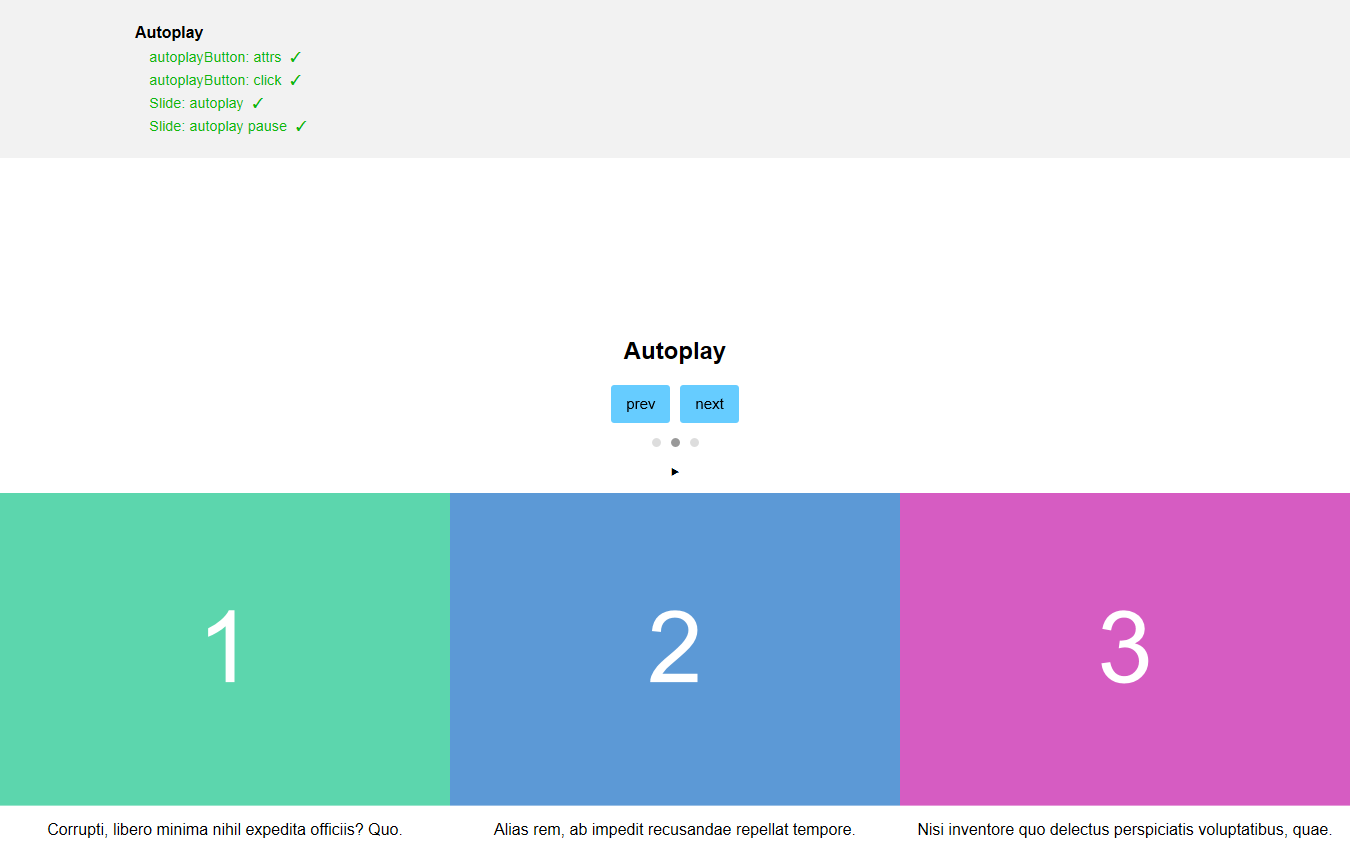 Autoplay
autoplayButton: attrs ✓
autoplayButton: click ✓
Slide: autoplay ✓
Slide: autoplay pause ✓
Autoplay
prev next
1 2 3
Corrupti, libero minima nihil expedita officiis? Quo.
Alias rem, ab impedit recusandae repellat tempore.
Nisi inventore quo delectus perspiciatis voluptatibus, quae.